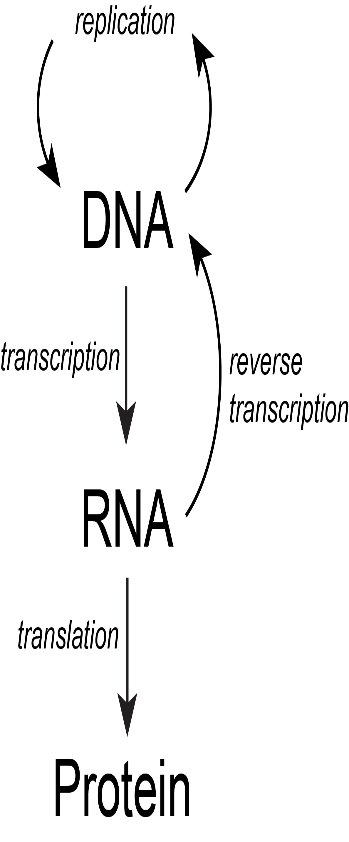 replication
DNA
transcription
reverse
transcription
RNA
translation
Protein